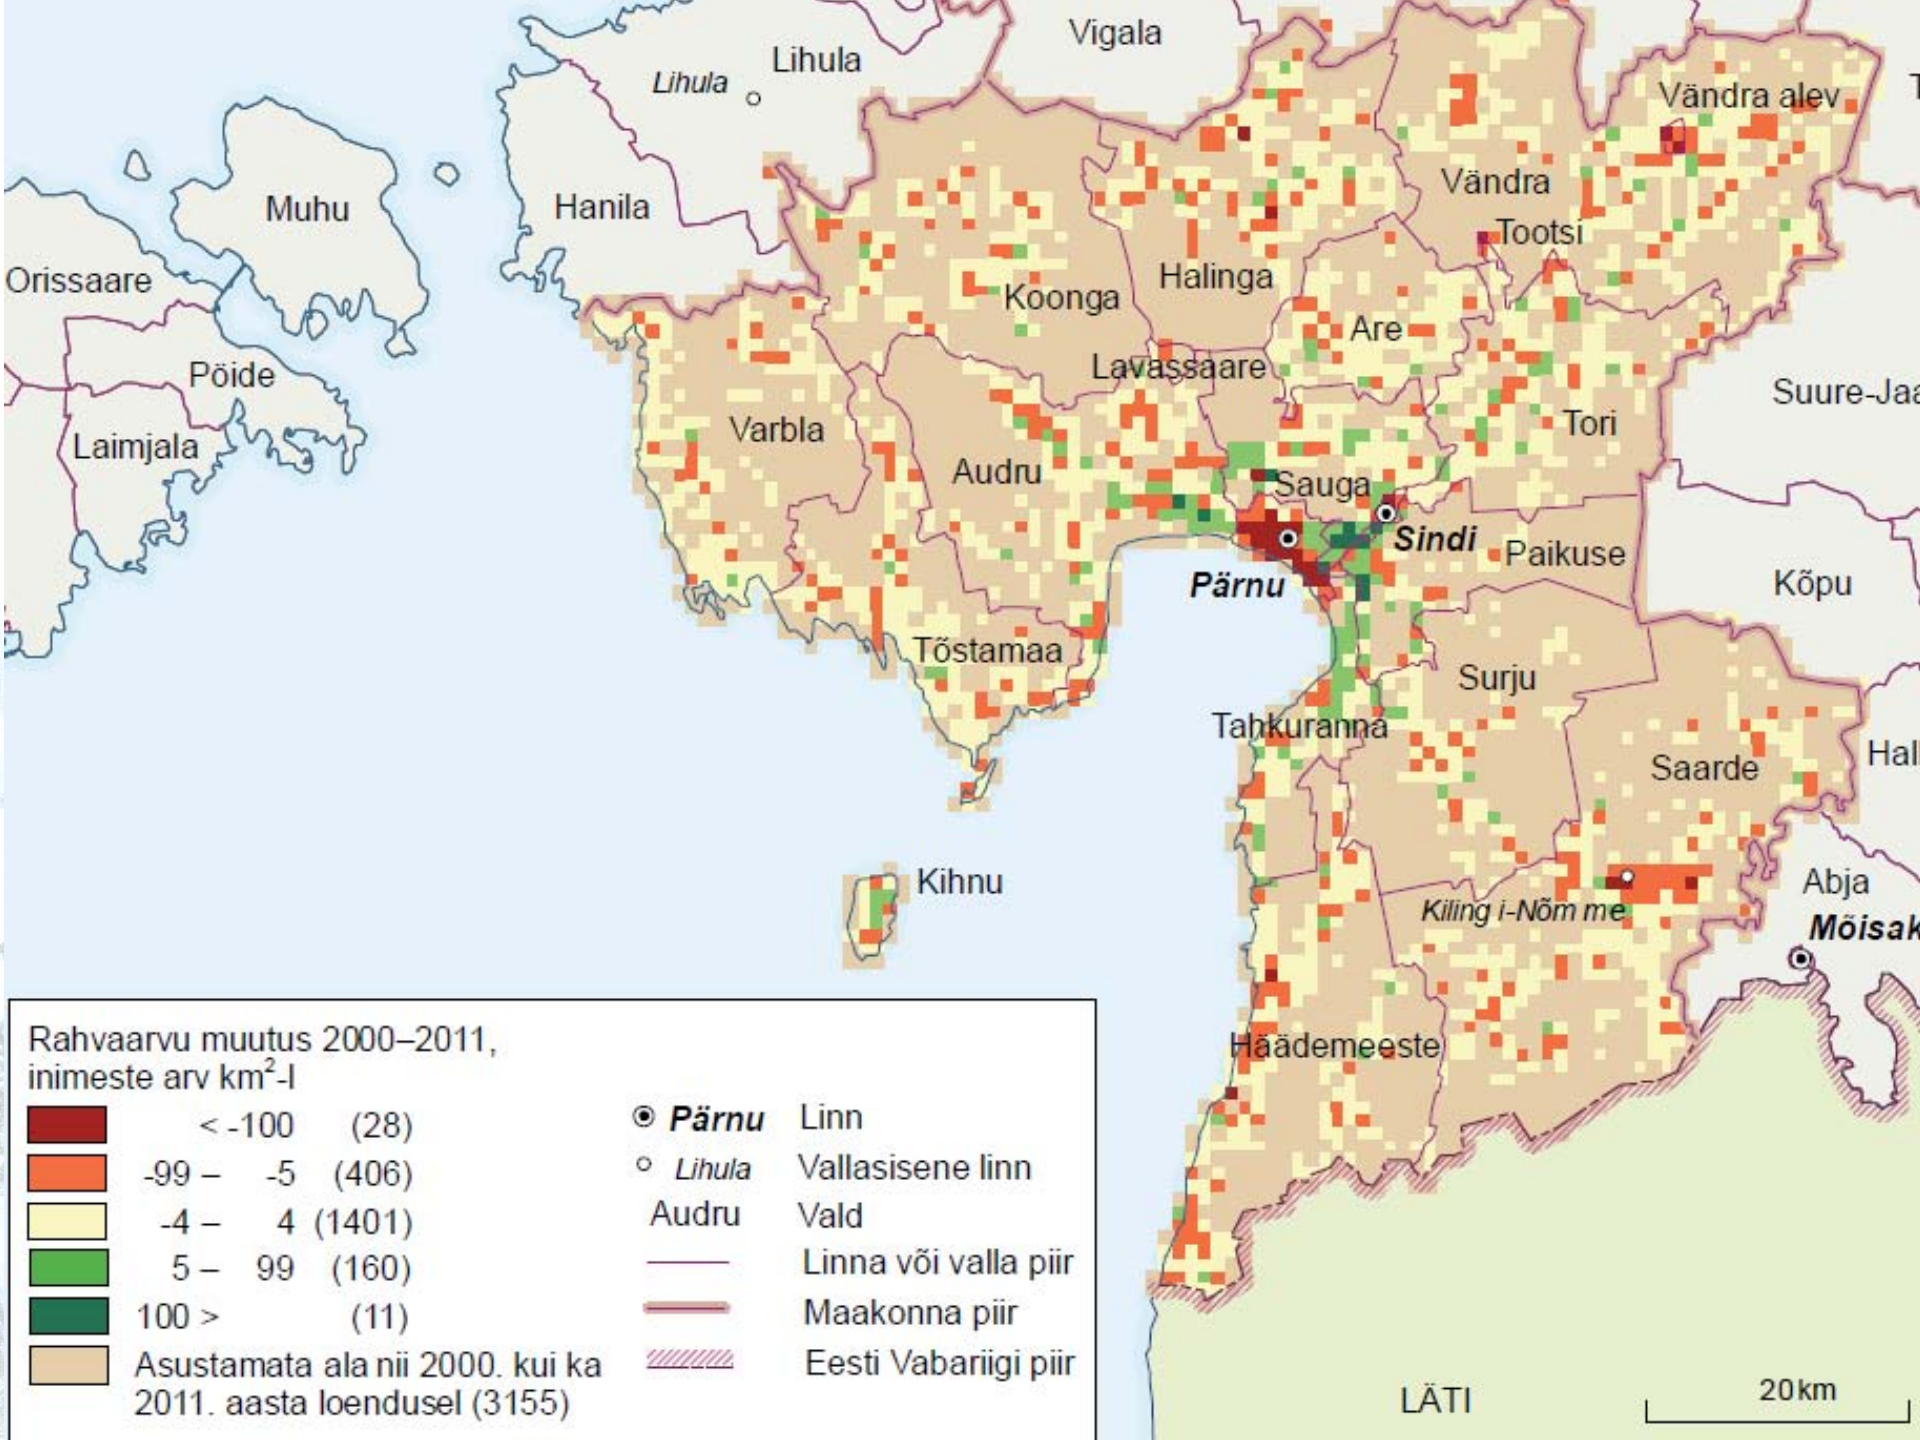 Vigala
Lihula
Lihula
Vändra alev
Muhu
Hanila
Vändra
Tootsi
Orissaare
Halinga
Koonga
Are
Pöide
Lavassaare
Suure-Jaa
Laimjala
Varbla
Tori
Audru
Sauga
Sindi
Paikuse
Pärnu
Kõpu
Tõstamaa
Surju
Tahkuranna
Saarde
Hal
Kihnu
Abja
Kiling i-Nõm me
Mõisak
Häädemeeste
Rahvaarvu muutus 2000–2011,
inimeste arv km²-l
< -100 (28)
-99 – -5 (406)
-4 – 4 (1401)
5 – 99 (160)
100 > (11)
Asustamata ala nii 2000. kui ka
2011. aasta loendusel (3155)
Pärnu Linn
Lihula Vallasisene linn
Audru Vald
Linna või valla piir
Maakonna piir
Eesti Vabariigi piir
LÄTI
20 km